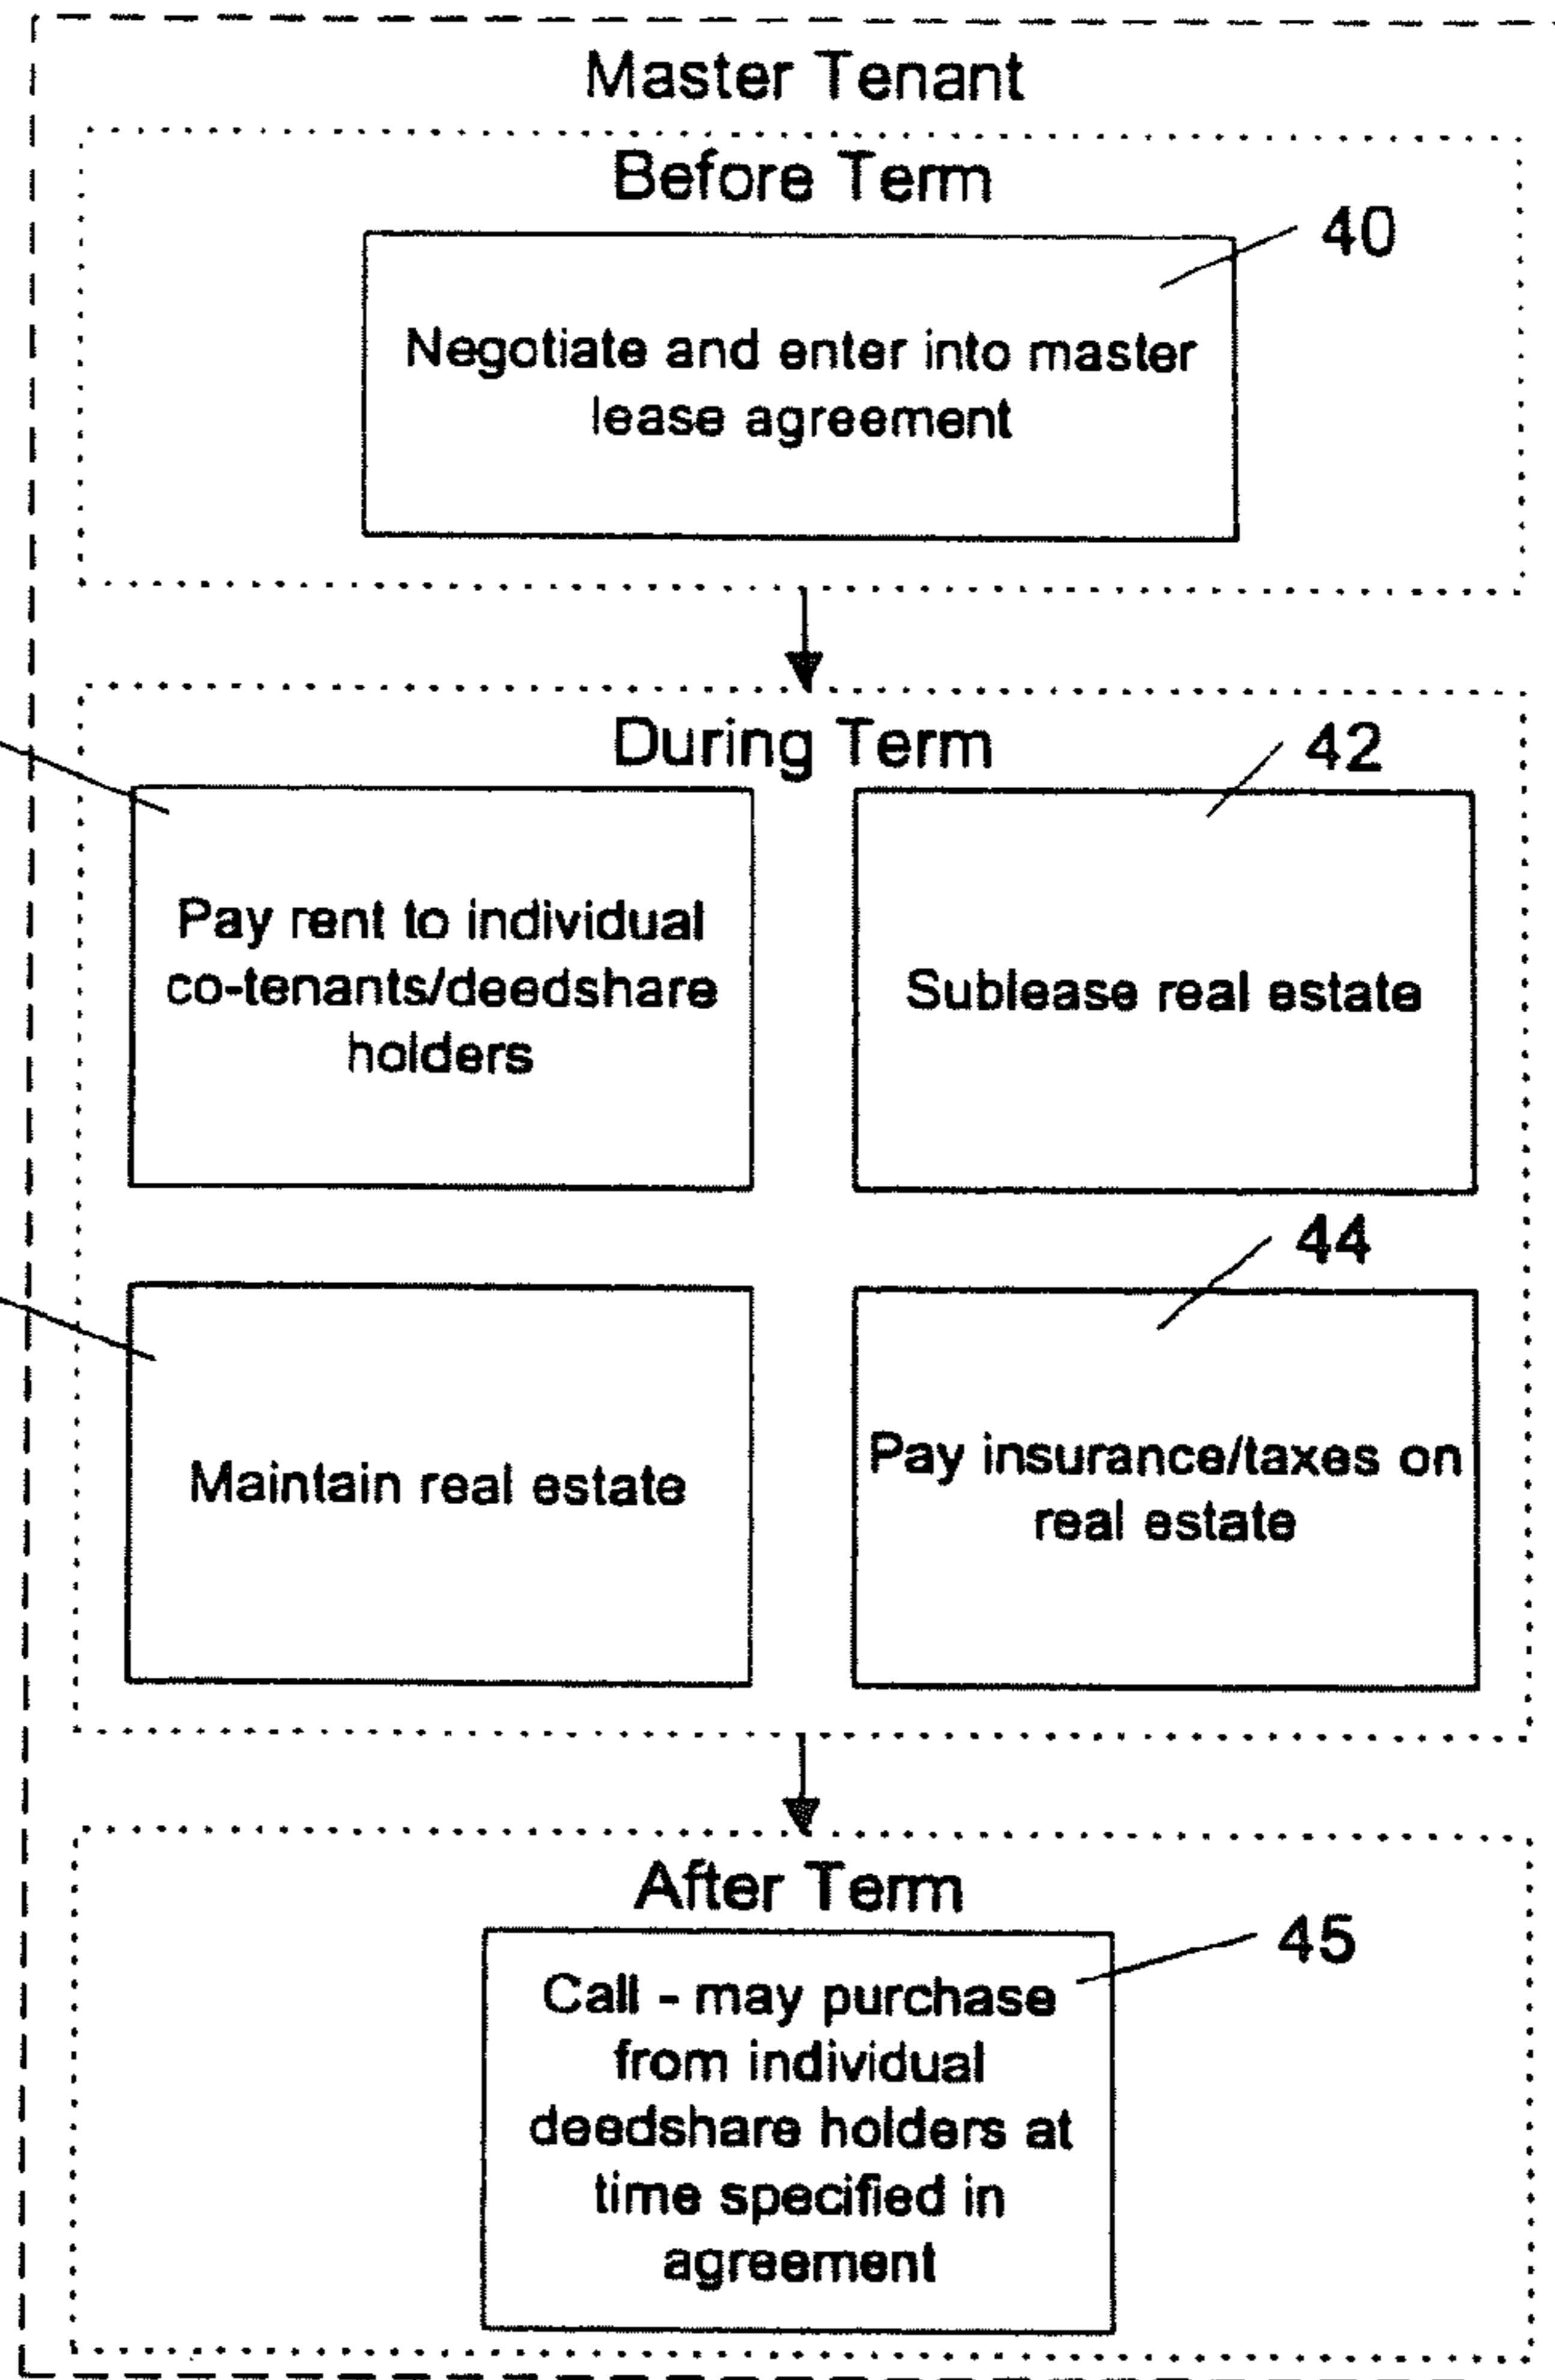 Master Tenant
Before Term
40
Negotiate and enter into master
lease agreement
During Term
42
Pay rent to individual
co-tenants/deedshare
holders
Sublease real estate
44
Maintain real estate
Pay insurance/taxes on
real estate
After Term
45
Call - may purchase
from individual
deedshare holders at
time specified in
agreement